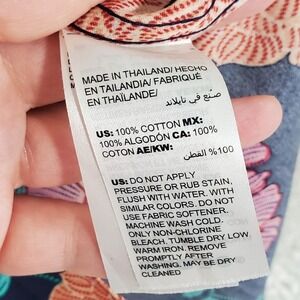 MADE IN THAILAND/ HECHO
EN TAILANDIA/ FABRIQUÉ
EN THAÏLANDE/
صنع في تايلاند
US: 100% COTTON MX:
100% ALGODÓN CA: 100%
COTON AE/KW:
100% القطن
US: DO NOT APPLY
PRESSURE OR RUB STAIN,
FLUSH WITH WATER. WITH
SIMILAR COLORS. DO NOT
USE FABRIC SOFTENER.
MACHINE WASH COLD.
ONLY NON-CHLORINE
BLEACH. TUMBLE DRY LOW.
WARM IRON. REMOVE
PROMPTLY AFTER
WASHING. MAY BE DRY
CLEANED